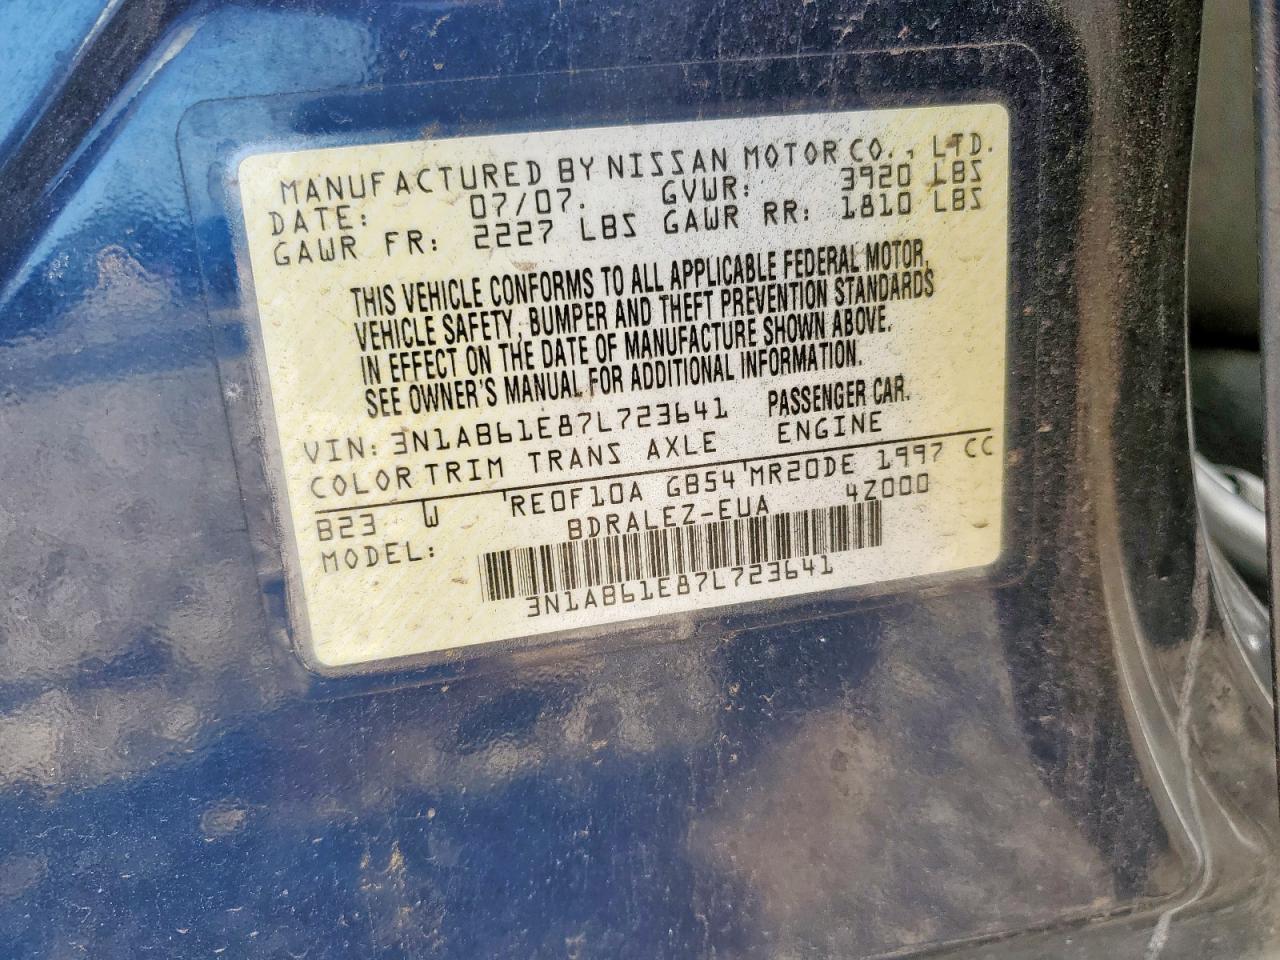 MANUFACTURED BY NISSAN MOTOR CO., LTD.
DATE: 07/07. GVWR: 3920 LBS
GAWR FR: 2227 LBS GAWR RR: 1810 LBS
THIS VEHICLE CONFORMS TO ALL APPLICABLE FEDERAL MOTOR
VEHICLE SAFETY, BUMPER AND THEFT PREVENTION STANDARDS
IN EFFECT ON THE DATE OF MANUFACTURE SHOWN ABOVE.
SEE OWNER'S MANUAL FOR ADDITIONAL INFORMATION.
VIN: 3N1AB61E87L723641 PASSENGER CAR.
COLOR TRIM TRANS AXLE ENGINE
B23 W RE0F10A GB54 MR20DE 1997 CC
MODEL: BDRALEZ-EUA 4Z000
3N1AB61E87L723641